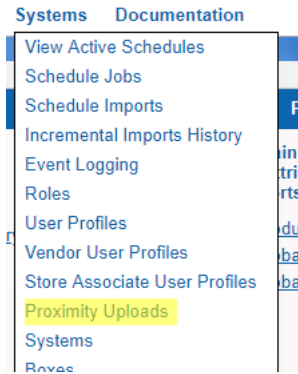 Systems Documentation
View Active Schedules
Schedule Jobs
Schedule Imports
Incremental Imports History
Event Logging
Roles
User Profiles
Vendor User Profiles
Store Associate User Profiles
Proximity Uploads
Systems
Boxes